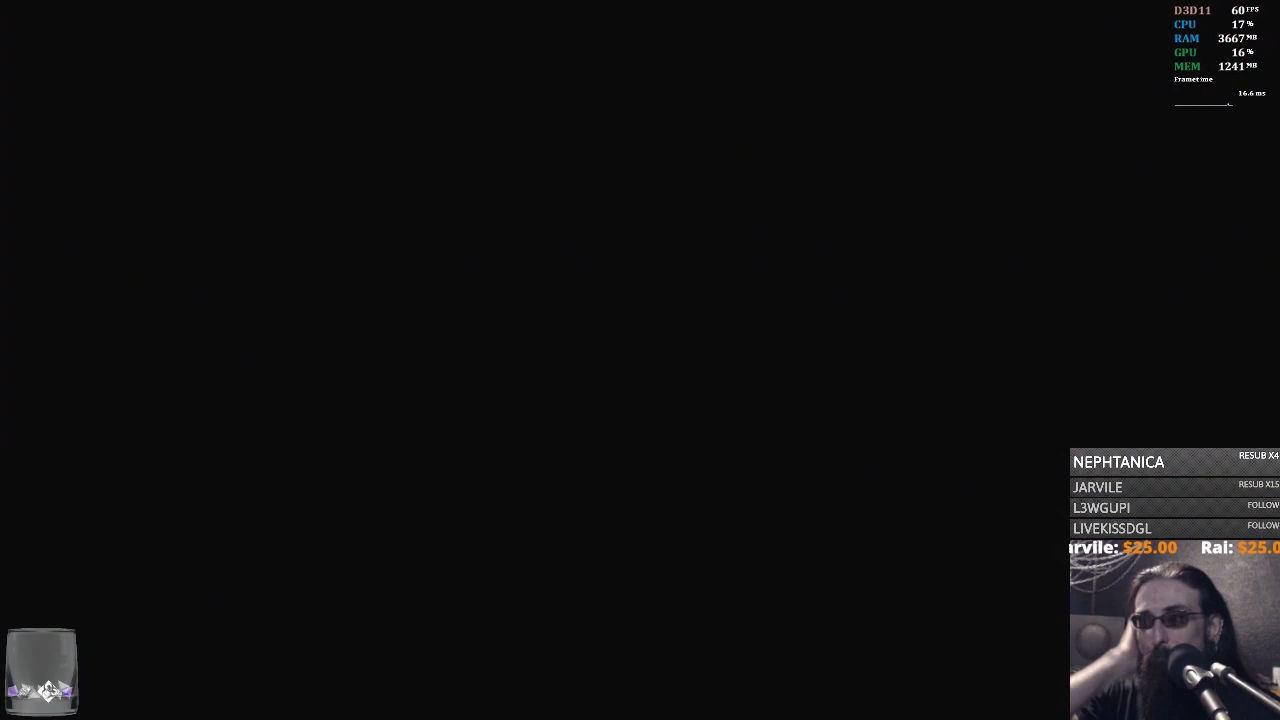 D3D11 60 FPS
CPU 17 %
RAM 3667 MB
GPU 16 %
MEM 1241 MB
Frametime
16.6 ms
NEPHTANICA RESUB X4
JARVILE RESUB X15
L3WGUPI FOLLOW
LIVEKISSDGL FOLLOW
arvile: $25.00 Rai: $25.0